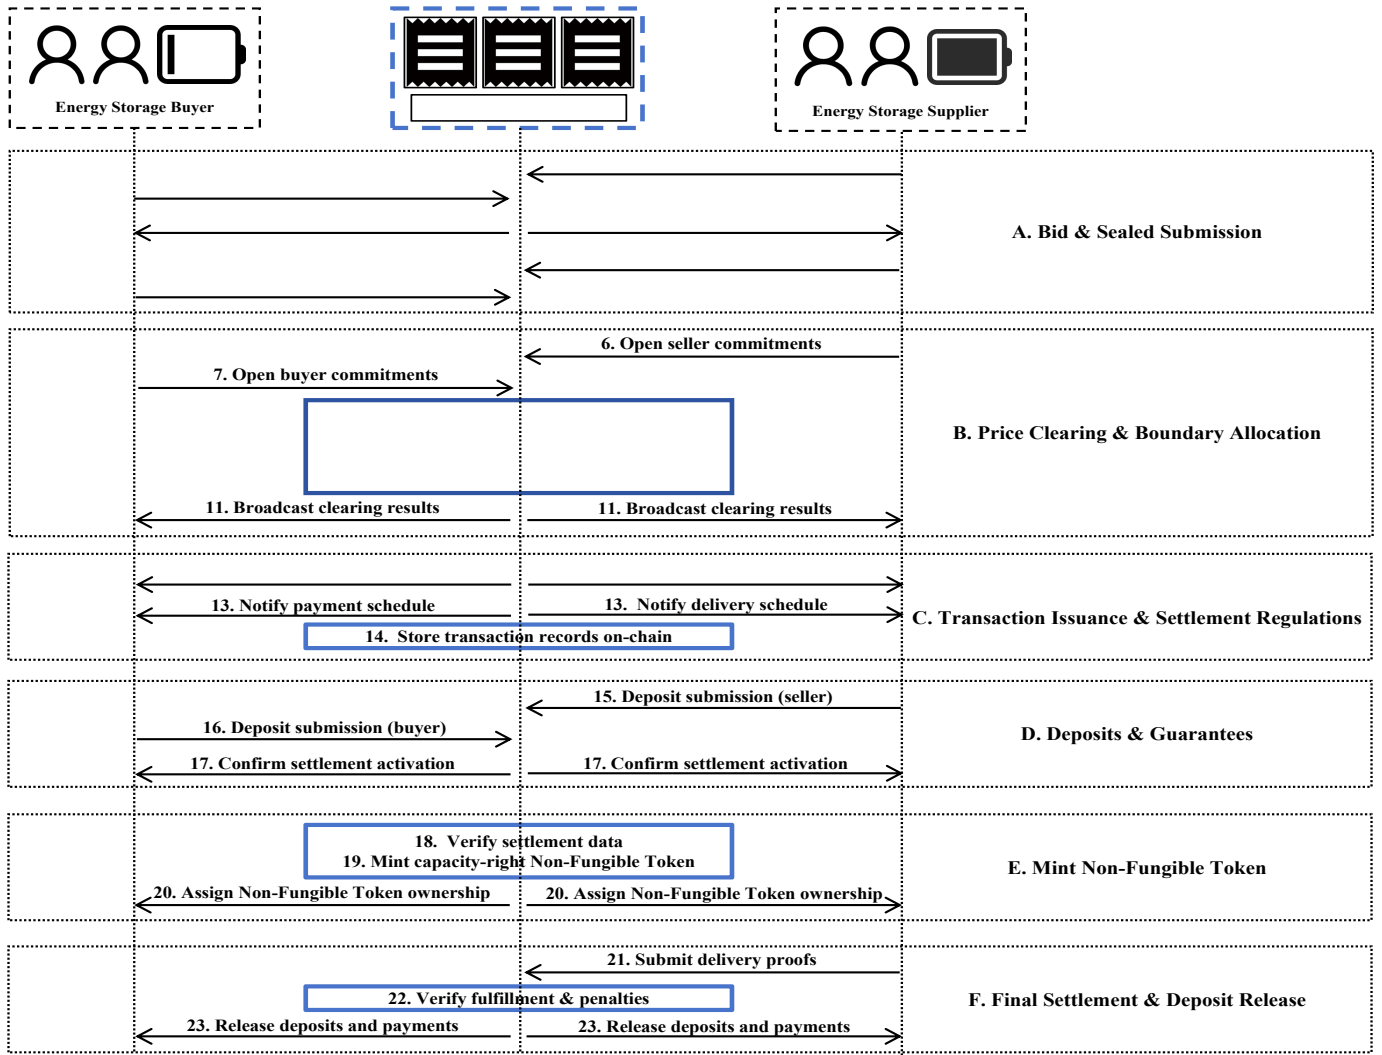 Energy Storage Buyer
Energy Storage Supplier
A. Bid & Sealed Submission
6. Open seller commitments
7. Open buyer commitments
B. Price Clearing & Boundary Allocation
11. Broadcast clearing results
11. Broadcast clearing results
13. Notify payment schedule
13. Notify delivery schedule
C. Transaction Issuance & Settlement Regulations
14. Store transaction records on-chain
15. Deposit submission (seller)
16. Deposit submission (buyer)
D. Deposits & Guarantees
17. Confirm settlement activation
17. Confirm settlement activation
18. Verify settlement data
19. Mint capacity-right Non-Fungible Token
E. Mint Non-Fungible Token
20. Assign Non-Fungible Token ownership
20. Assign Non-Fungible Token ownership
21. Submit delivery proofs
22. Verify fulfillment & penalties
F. Final Settlement & Deposit Release
23. Release deposits and payments
23. Release deposits and payments